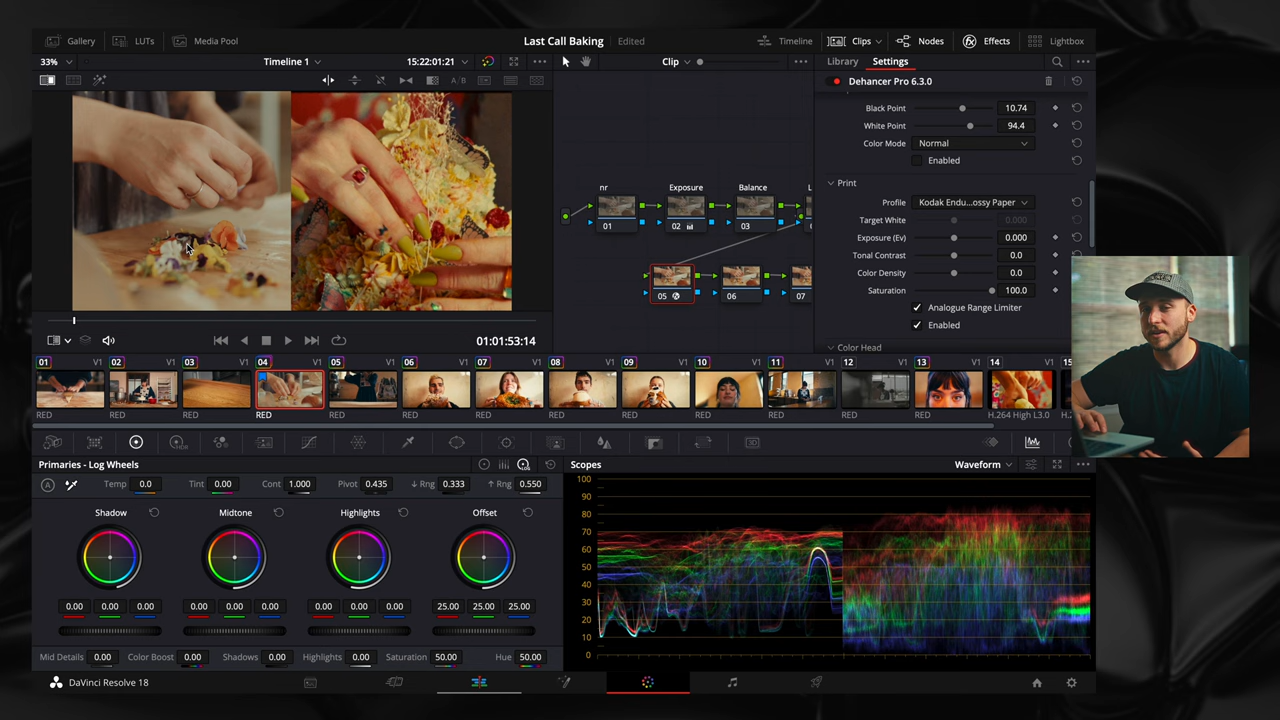 Gallery LUTs Media Pool Last Call Baking Edited Timeline Clips Nodes Effects Lightbox
33% Timeline 1 15:22:01:21 Clip Library Settings
A/B
Dehancer Pro 6.3.0
Black Point 10.74
White Point 94.4
Color Mode Normal
Enabled
Print
Profile Kodak Endu...ossy Paper
Target White 0.000
Exposure (Ev) 0.000
Tonal Contrast 0.0
Color Density 0.0
Saturation 100.0
Analogue Range Limiter
Enabled
Color Head
nr Exposure Balance L
01 02 03
05 06 07
01:01:53:14
01 V1 02 V1 03 V1 04 V1 05 V1 06 V1 07 V1 08 V1 09 V1 10 V1 11 V1 12 V1 13 V1 14 V1 15
RED RED RED RED RED RED RED RED RED RED RED RED RED H.264 High L3.0
HDR 3D
Primaries - Log Wheels LOG Scopes Waveform
A Temp 0.0 Tint 0.00 Cont 1.000 Pivot 0.435 ↓ Rng 0.333 ↑ Rng 0.550
Shadow Midtone Highlights Offset
0.00 0.00 0.00 0.00 0.00 0.00 0.00 0.00 0.00 25.00 25.00 25.00
Mid Details 0.00 Color Boost 0.00 Shadows 0.00 Highlights 0.00 Saturation 50.00 Hue 50.00
100
90
80
70
60
50
40
30
20
10
0
DaVinci Resolve 18